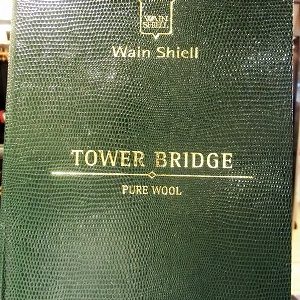 WAIN
SHIELL
Wain Shiell
TOWER BRIDGE
PURE WOOL